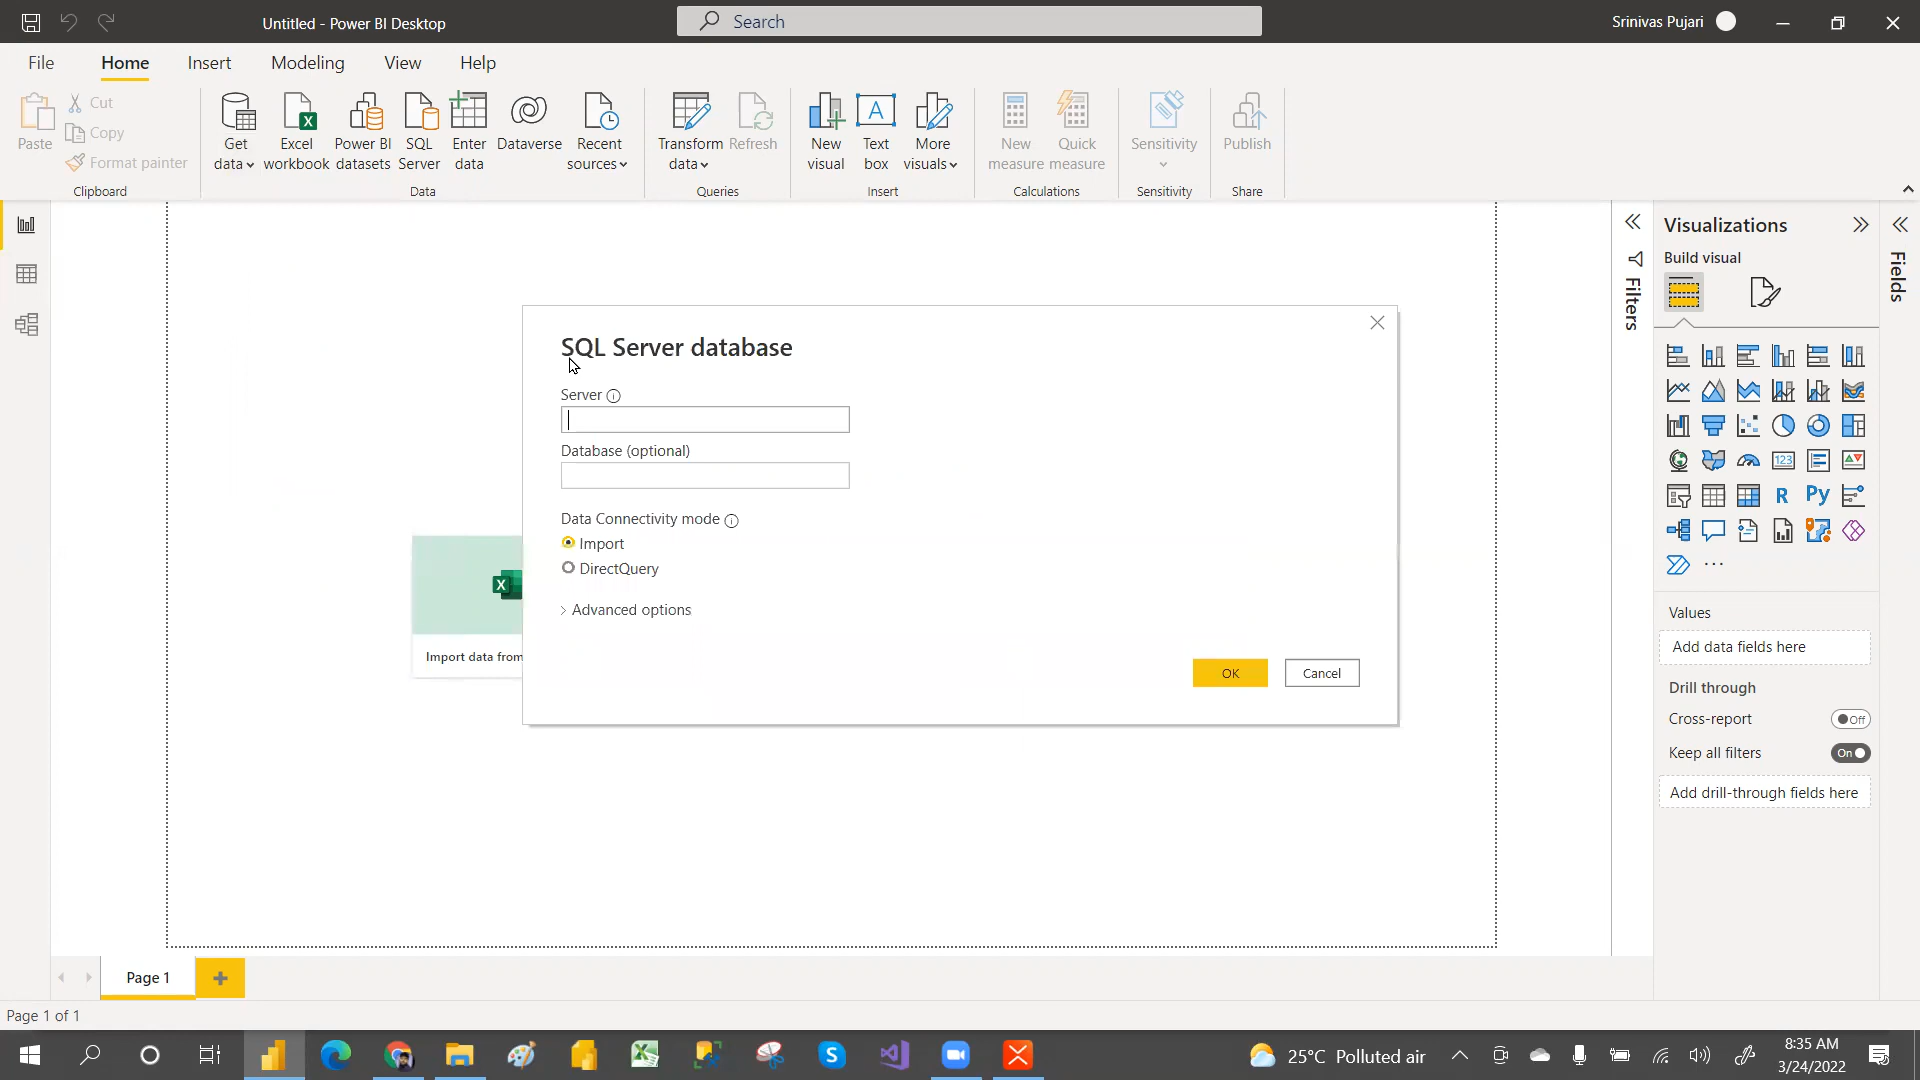 Untitled - Power BI Desktop
Search
Srinivas Pujari
File
Home
Insert
Modeling
View
Help
Paste
Cut
Copy
Format painter
Clipboard
Get data
Excel workbook
Power BI datasets
SQL Server
Enter data
Dataverse
Recent sources
Data
Transform data
Refresh
Queries
New visual
Text box
More visuals
Insert
New measure
Quick measure
Calculations
Sensitivity
Sensitivity
Publish
Share
SQL Server database
Server
Database (optional)
Data Connectivity mode
Import
DirectQuery
Advanced options
OK
Cancel
Import data from
Filters
Visualizations
Build visual
123
R
Py
Values
Add data fields here
Drill through
Cross-report
Off
Keep all filters
On
Add drill-through fields here
Fields
Page 1
Page 1 of 1
25°C Polluted air
8:35 AM
3/24/2022